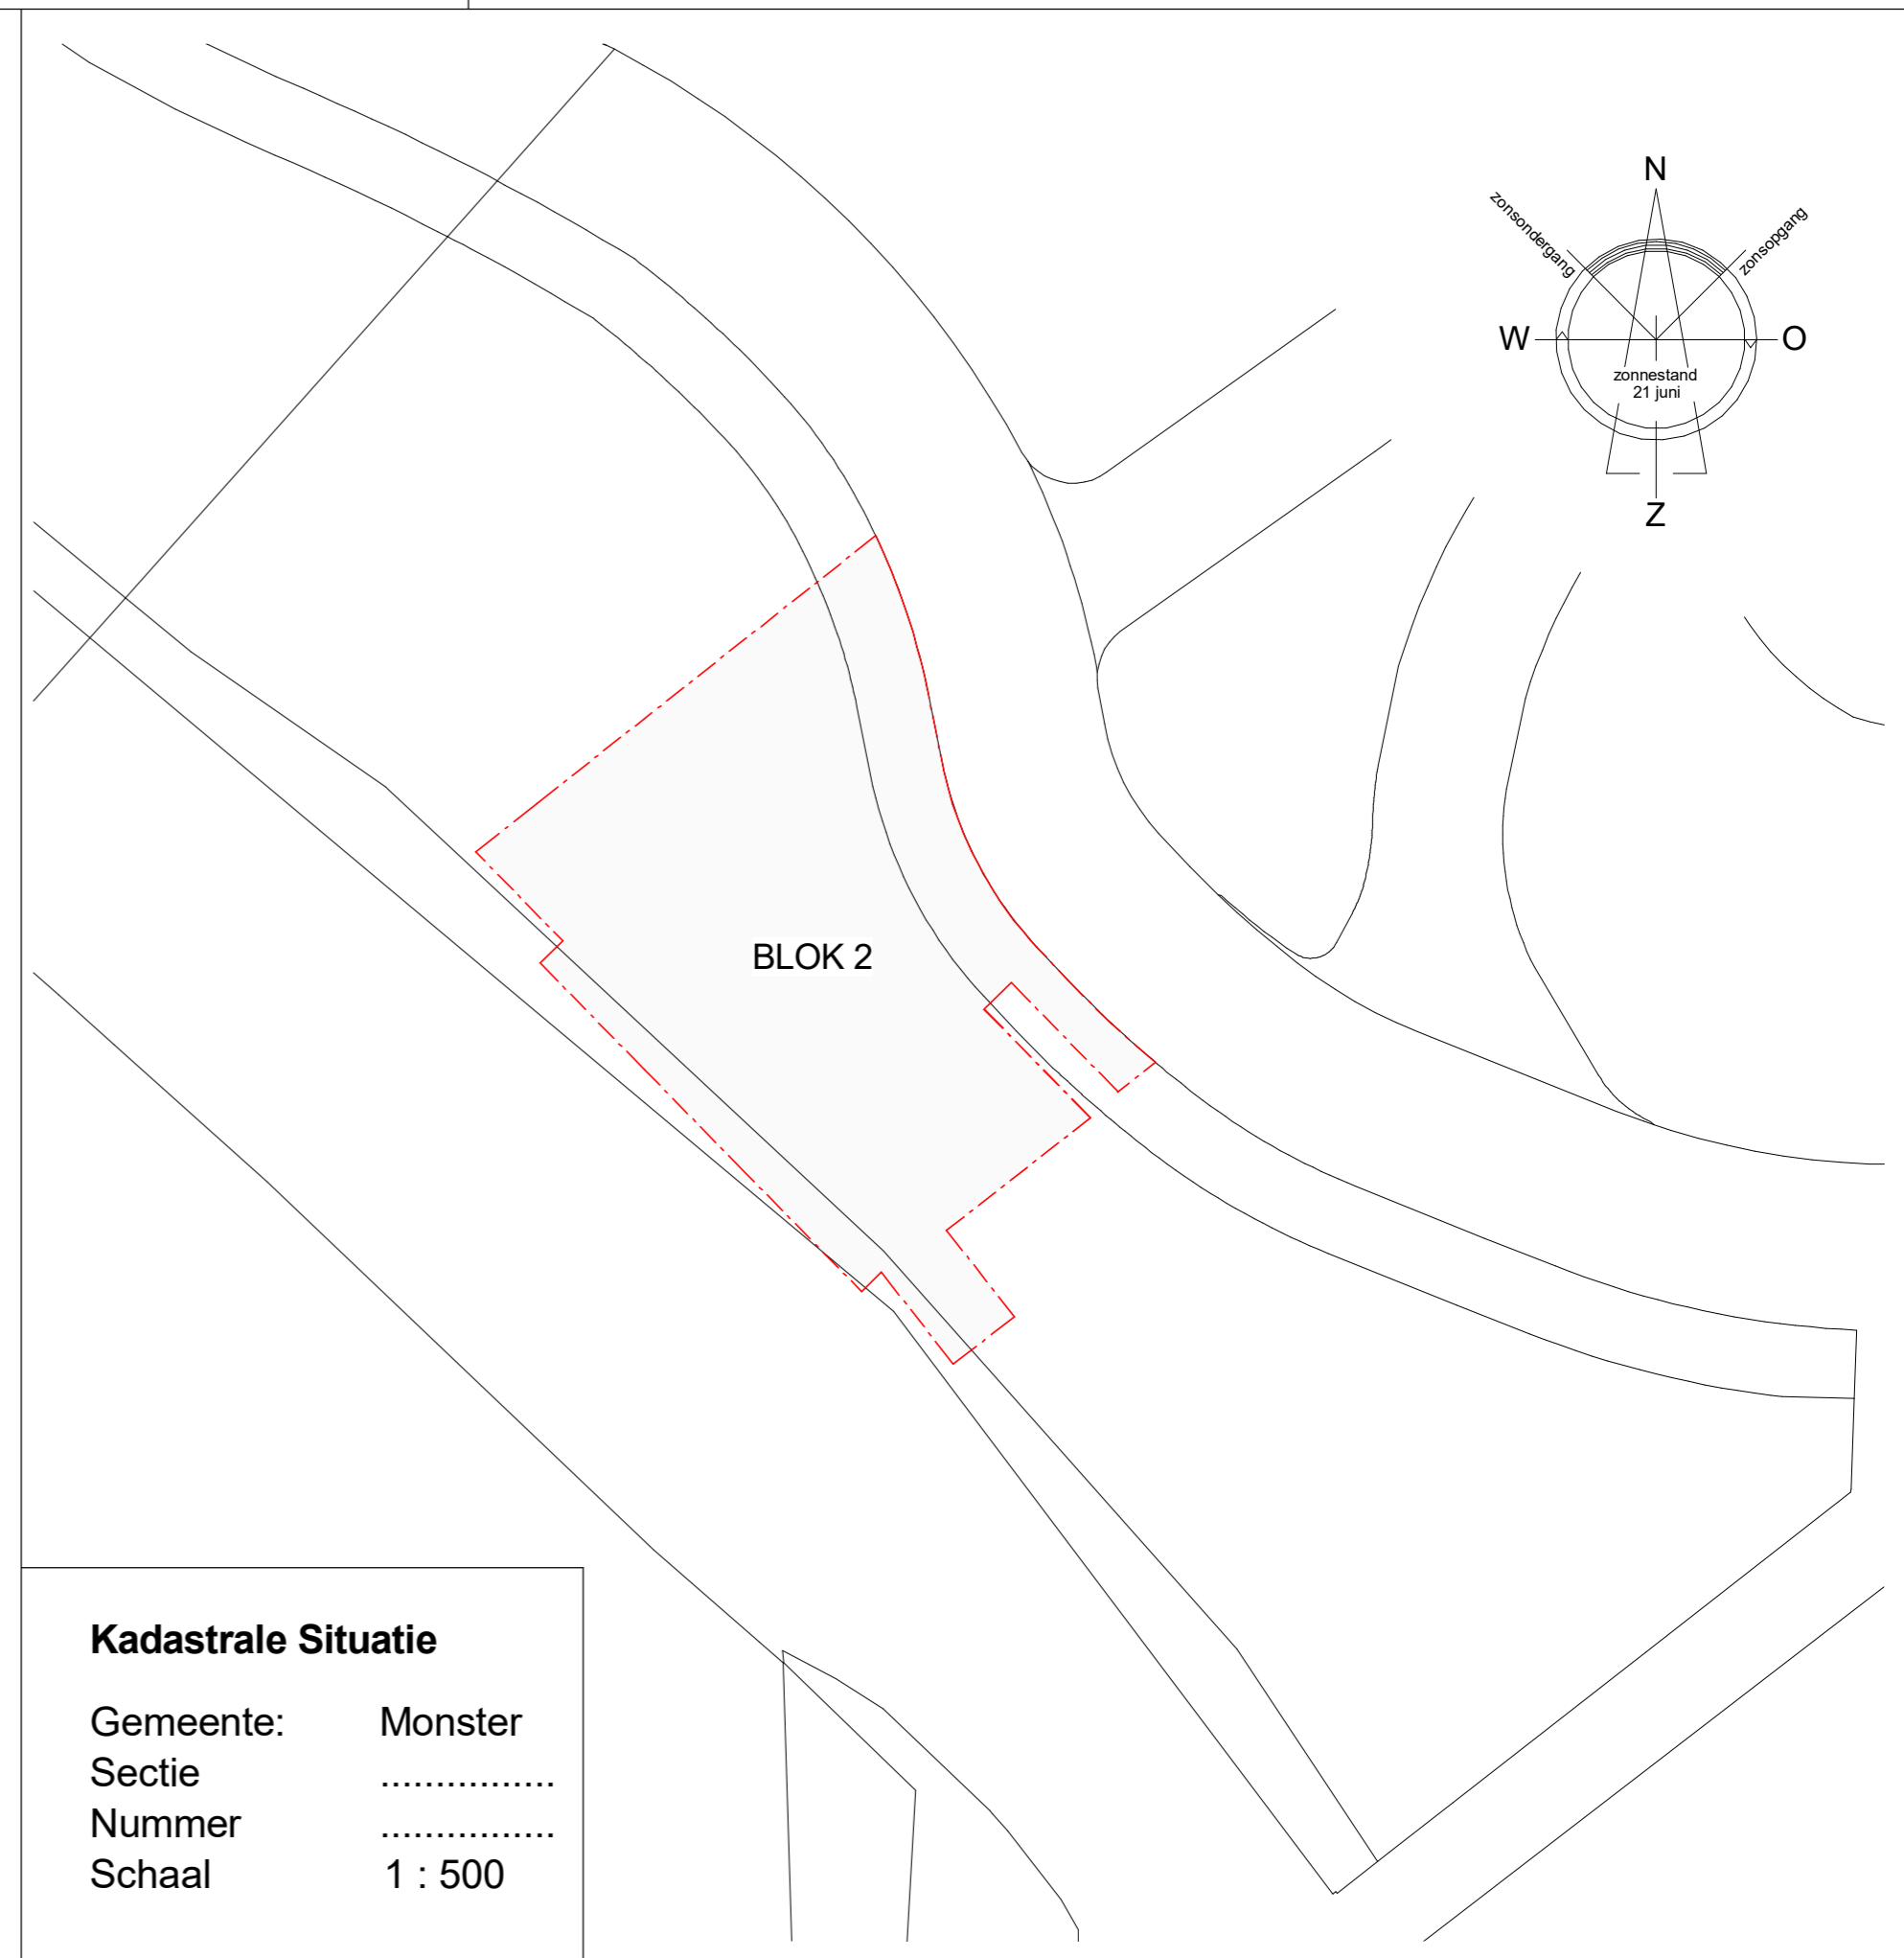 N
zonsondergang
zonsopgang
W
O
zonnestand
21 juni
Z
BLOK 2
Kadastrale Situatie
Gemeente: Monster
Sectie ................
Nummer ................
Schaal 1 : 500